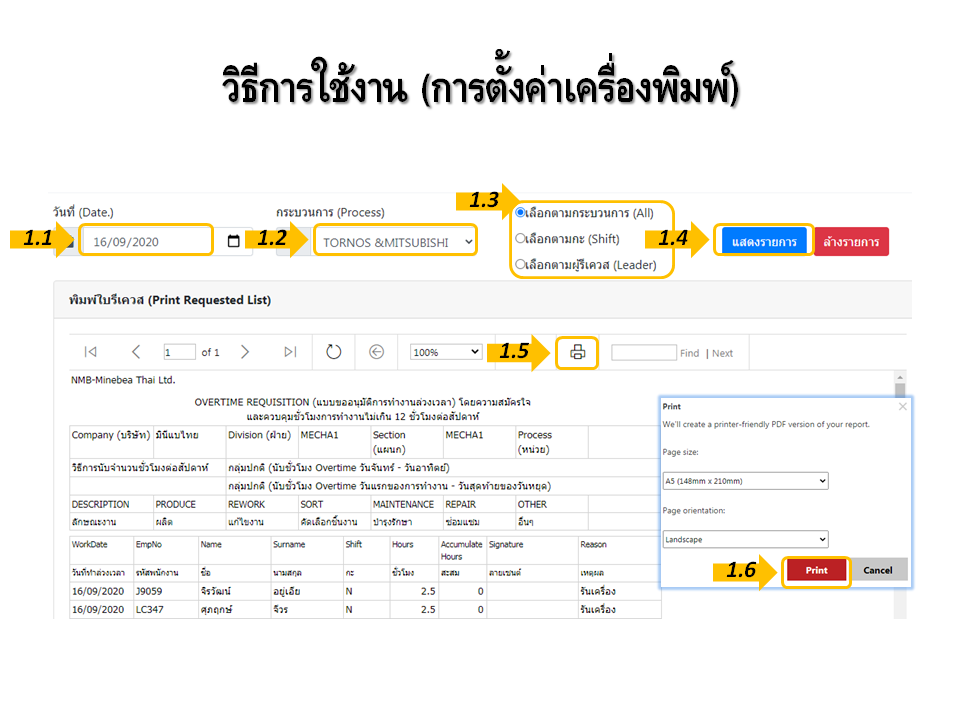 วิธีการใช้งาน (การตั้งค่าเครื่องพิมพ์)
1.3
วันที่ (Date.) กระบวนการ (Process) เลือกตามกระบวนการ (All)
1.1 16/09/2020 1.2 TORNOS &MITSUBISHI เลือกตามกะ (Shift) 1.4 แสดงรายการ ล้างรายการ
เลือกตามผู้รีเควส (Leader)
พิมพ์ใบรีเควส (Print Requested List)
1 of 1 100% 1.5 Find | Next
NMB-Minebea Thai Ltd.
OVERTIME REQUISITION (แบบขออนุมัติการทำงานล่วงเวลา) โดยความสมัครใจ
และควบคุมชั่วโมงการทำงานไม่เกิน 12 ชั่วโมงต่อสัปดาห์
Company (บริษัท) มินีแบไทย Division (ฝ่าย) MECHA1 Section (แผนก) MECHA1 Process (หน่วย)
วิธีการนับจำนวนชั่วโมงต่อสัปดาห์ กลุ่มปกติ (นับชั่วโมง Overtime วันจันทร์ - วันอาทิตย์)
กลุ่มปกติ (นับชั่วโมง Overtime วันแรกของการทำงาน - วันสุดท้ายของวันหยุด)
DESCRIPTION PRODUCE REWORK SORT MAINTENANCE REPAIR OTHER
ลักษณะงาน ผลิต แก้ไขงาน คัดเลือกชิ้นงาน บำรุงรักษา ซ่อมแซม อื่นๆ
WorkDate EmpNo Name Surname Shift Hours Accumulate Hours Signature Reason
วันที่ทำล่วงเวลา รหัสพนักงาน ชื่อ นามสกุล กะ ชั่วโมง สะสม ลายเซนต์ เหตุผล
16/09/2020 J9059 จิรวัฒน์ อยู่เอีย N 2.5 0 รันเครื่อง
16/09/2020 LC347 ศุภฤกษ์ จิวร N 2.5 0 รันเครื่อง
Print
We'll create a printer-friendly PDF version of your report.
Page size:
A5 (148mm x 210mm)
Page orientation:
Landscape
1.6 Print Cancel